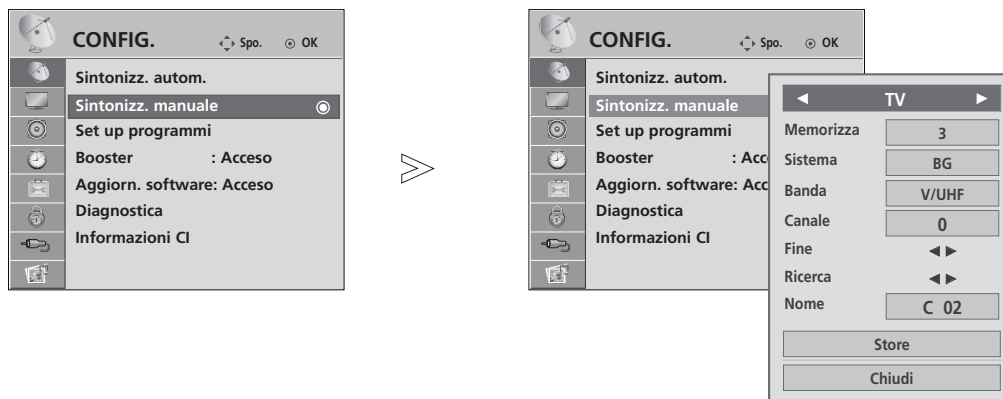 CONFIG. Spo. OK
Sintonizz. autom.
Sintonizz. manuale
Set up programmi
Booster : Acceso
Aggiorn. software: Acceso
Diagnostica
Informazioni CI
CONFIG. Spo. OK
Sintonizz. autom.
Sintonizz. manuale
Set up programmi
Booster : Acc
Aggiorn. software: Acc
Diagnostica
Informazioni CI
TV
Memorizza 3
Sistema BG
Banda V/UHF
Canale 0
Fine
Ricerca
Nome C 02
Store
Chiudi